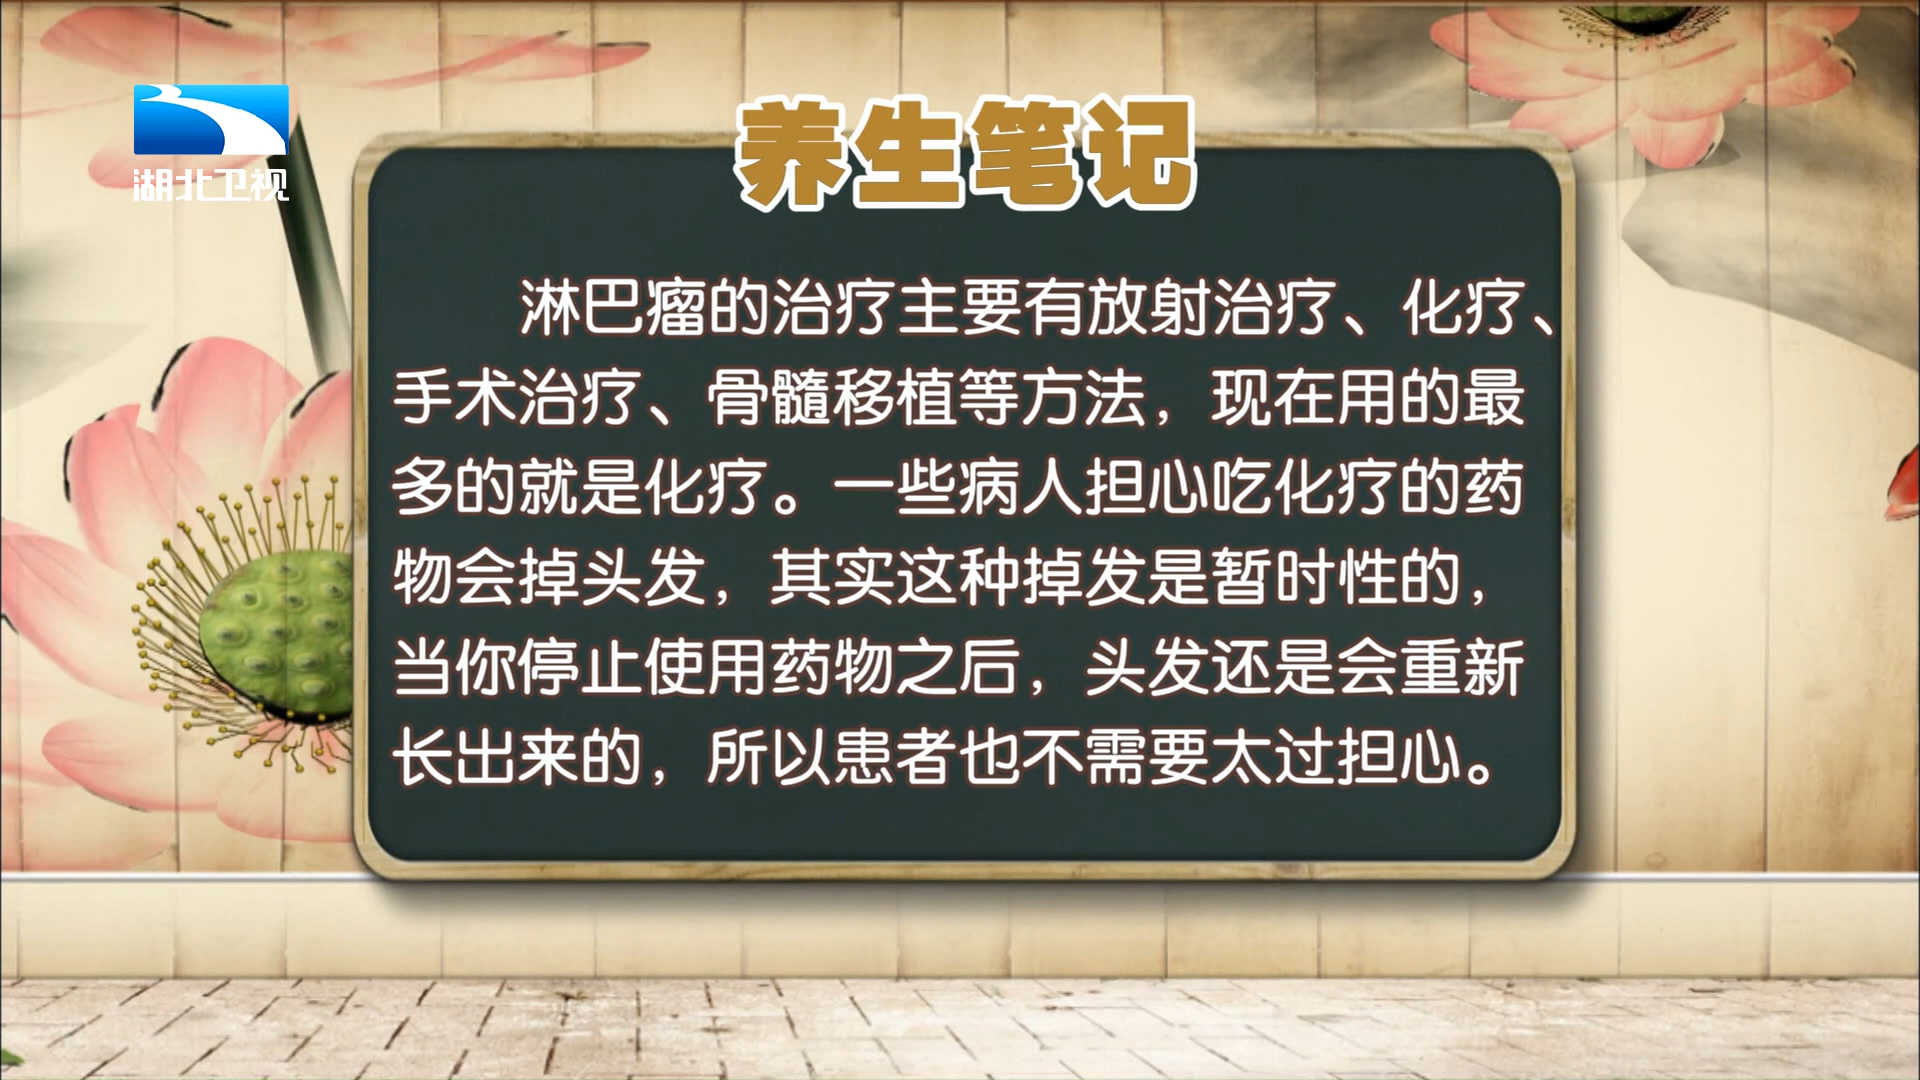 湖北卫视
养生笔记
淋巴瘤的治疗主要有放射治疗、化疗、
手术治疗、骨髓移植等方法，现在用的最
多的就是化疗。一些病人担心吃化疗的药
物会掉头发，其实这种掉发是暂时性的，
当你停止使用药物之后，头发还是会重新
长出来的，所以患者也不需要太过担心。